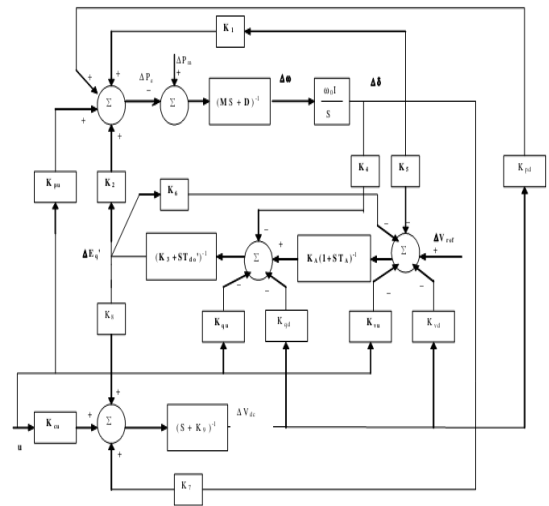 K1
ΔPm
ΔPe
+
+
+
+
+
−
Σ
Σ
(MS + D)-1
Δω
ω0I
S
Δδ
Kpu
K2
K4
K5
Kpd
K6
−
−
−
ΔEq'
(K3 +STdo')-1
Σ
+
KA(1+STA)-1
Σ
ΔVref
+
−
−
−
−
K8
Kqu
Kqd
Kvu
Kvd
+
Kcu
+
Σ
(S + K9)-1
ΔVdc
u
+
K7